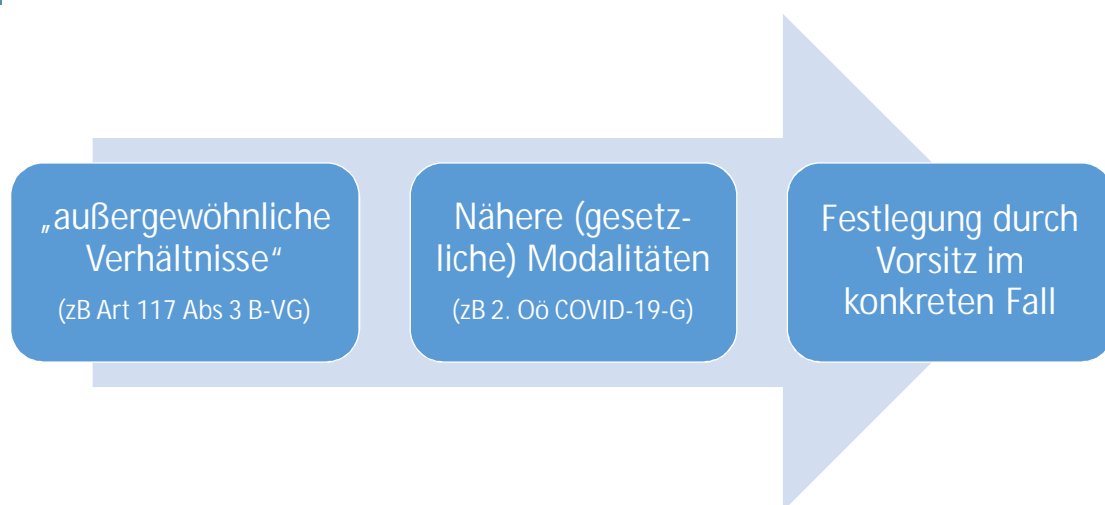 „außergewöhnliche
Verhältnisse“
(zB Art 117 Abs 3 B-VG)
Nähere (gesetz-
liche) Modalitäten
(zB 2. Oö COVID-19-G)
Festlegung durch
Vorsitz im
konkreten Fall